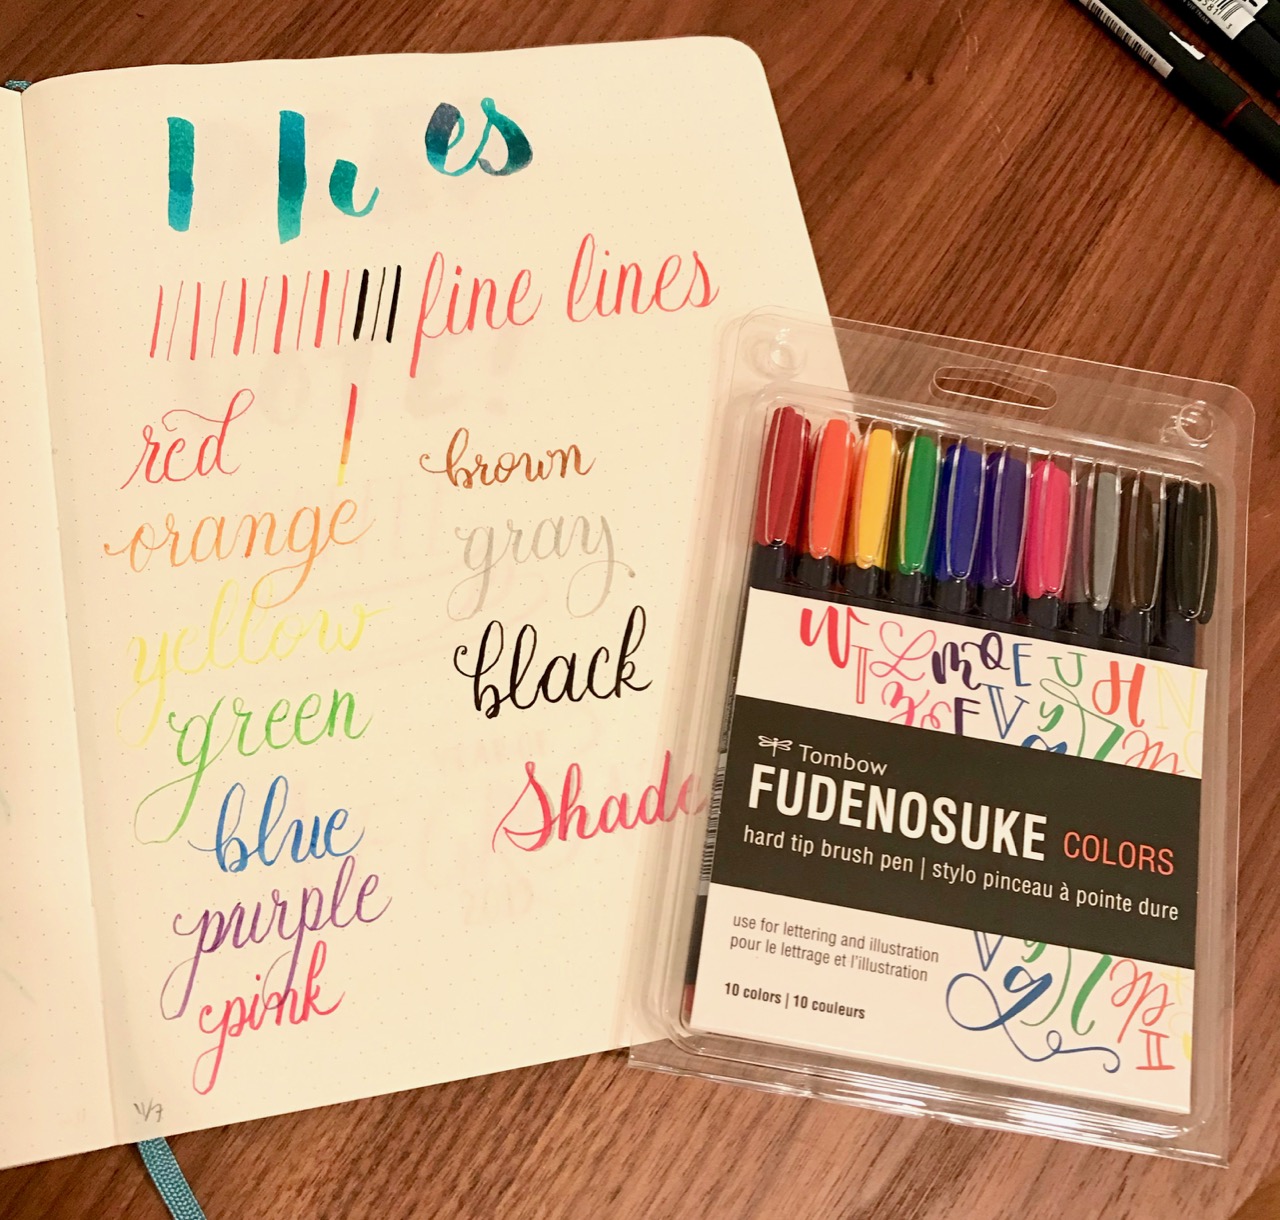 es
fine lines
red
brown
orange
gray
yellow
black
green
blue
Shade
purple
pink
Tombow
FUDENOSUKE COLORS
hard tip brush pen | stylo pinceau à pointe dure
use for lettering and illustration
pour le lettrage et l'illustration
10 colors | 10 couleurs